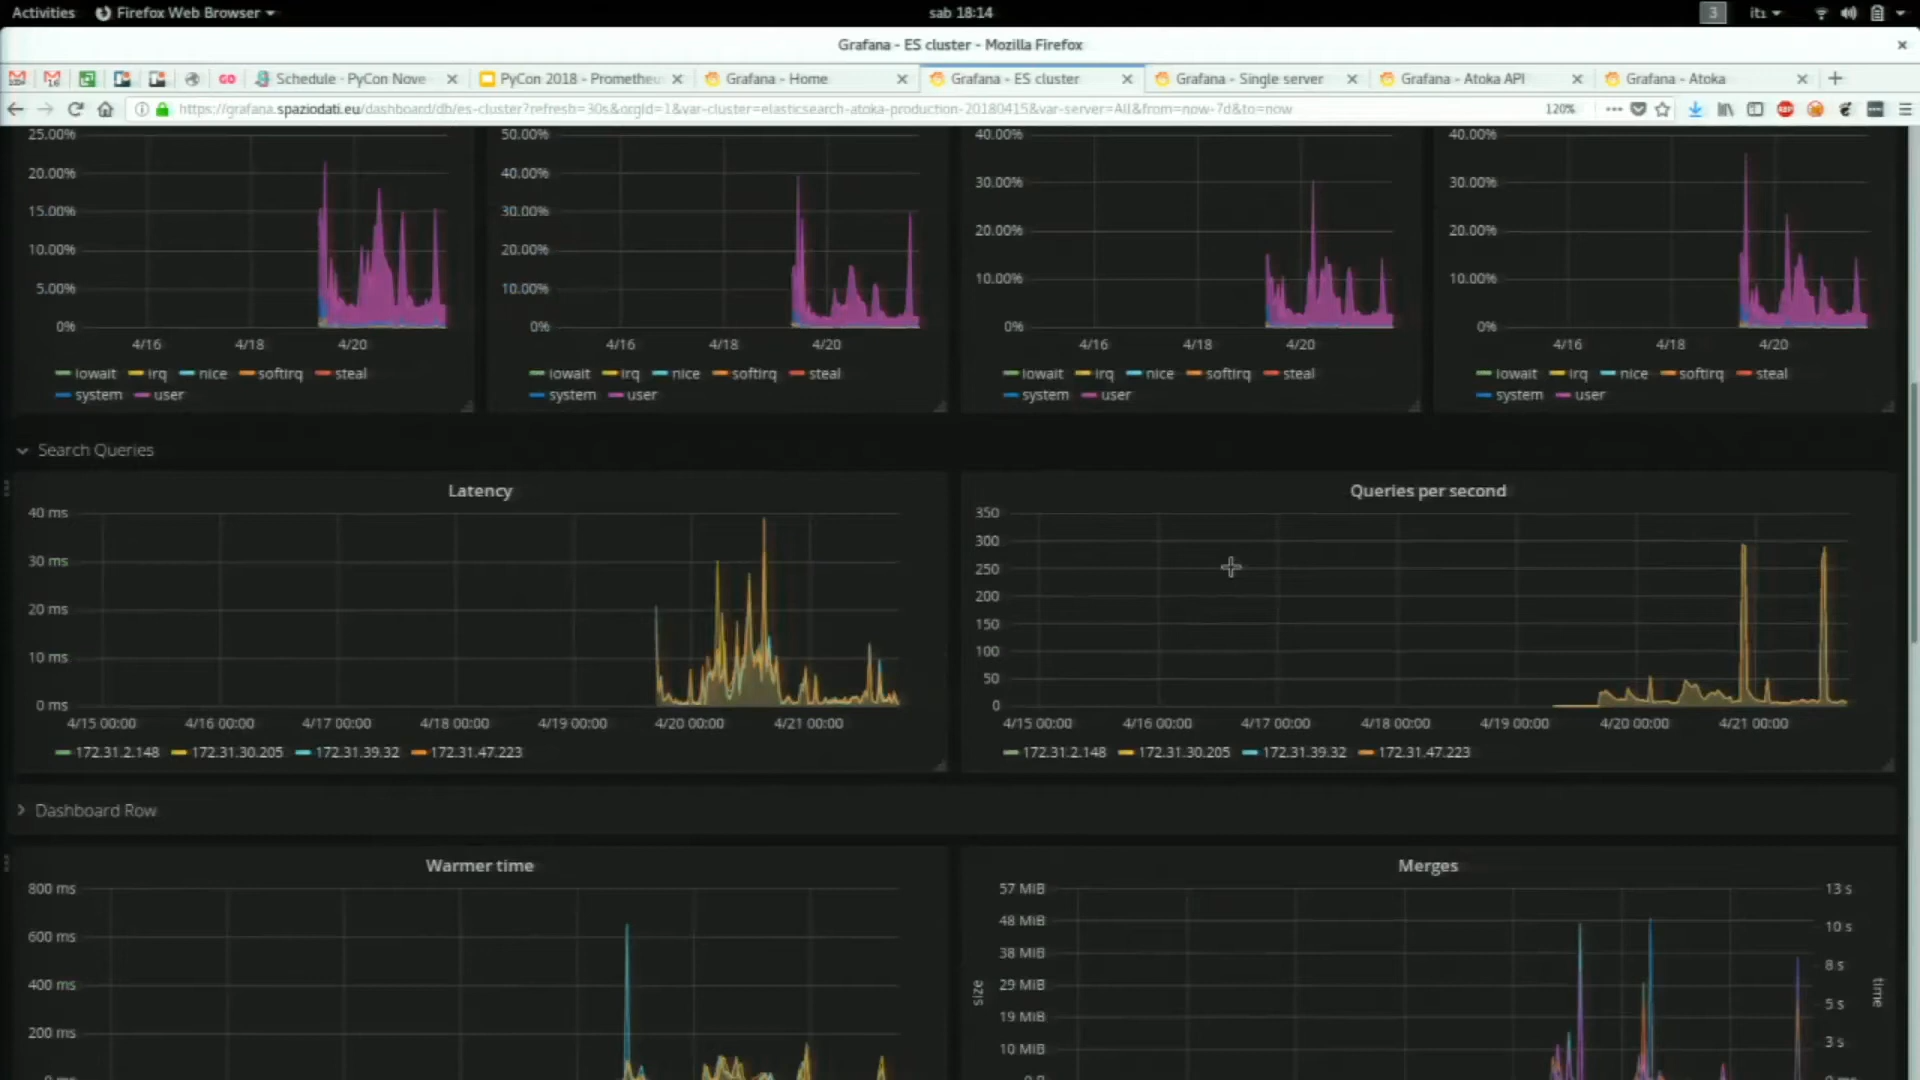 Activities Firefox Web Browser sab 18:14 3 it1
Grafana - ES cluster - Mozilla Firefox
GO Schedule · PyCon Nove PyCon 2018 - Prometheu Grafana - Home Grafana - ES cluster Grafana - Single server Grafana - Atoka API Grafana - Atoka
https://grafana.spaziodati.eu/dashboard/db/es-cluster?refresh=30s&orgId=1&var-cluster=elasticsearch-atoka-production-20180415&var-server=All&from=now-7d&to=now 120% ABP
25.00% 50.00% 40.00% 40.00%
20.00% 40.00% 30.00% 30.00%
15.00% 30.00% 20.00% 20.00%
10.00% 20.00% 10.00% 10.00%
5.00% 10.00%
0% 0% 0% 0%
4/16 4/18 4/20 4/16 4/18 4/20 4/16 4/18 4/20 4/16 4/18 4/20
iowait irq nice softirq steal iowait irq nice softirq steal iowait irq nice softirq steal iowait irq nice softirq steal
system user system user system user system user
Search Queries
Latency
40 ms
30 ms
20 ms
10 ms
0 ms
4/15 00:00 4/16 00:00 4/17 00:00 4/18 00:00 4/19 00:00 4/20 00:00 4/21 00:00
172.31.2.148 172.31.30.205 172.31.39.32 172.31.47.223
Queries per second
350
300
250
200
150
100
50
0
4/15 00:00 4/16 00:00 4/17 00:00 4/18 00:00 4/19 00:00 4/20 00:00 4/21 00:00
172.31.2.148 172.31.30.205 172.31.39.32 172.31.47.223
Dashboard Row
Warmer time
800 ms
600 ms
400 ms
200 ms
Merges
57 MiB 13 s
48 MiB 10 s
38 MiB 8 s
29 MiB 5 s
19 MiB 3 s
10 MiB
size
time